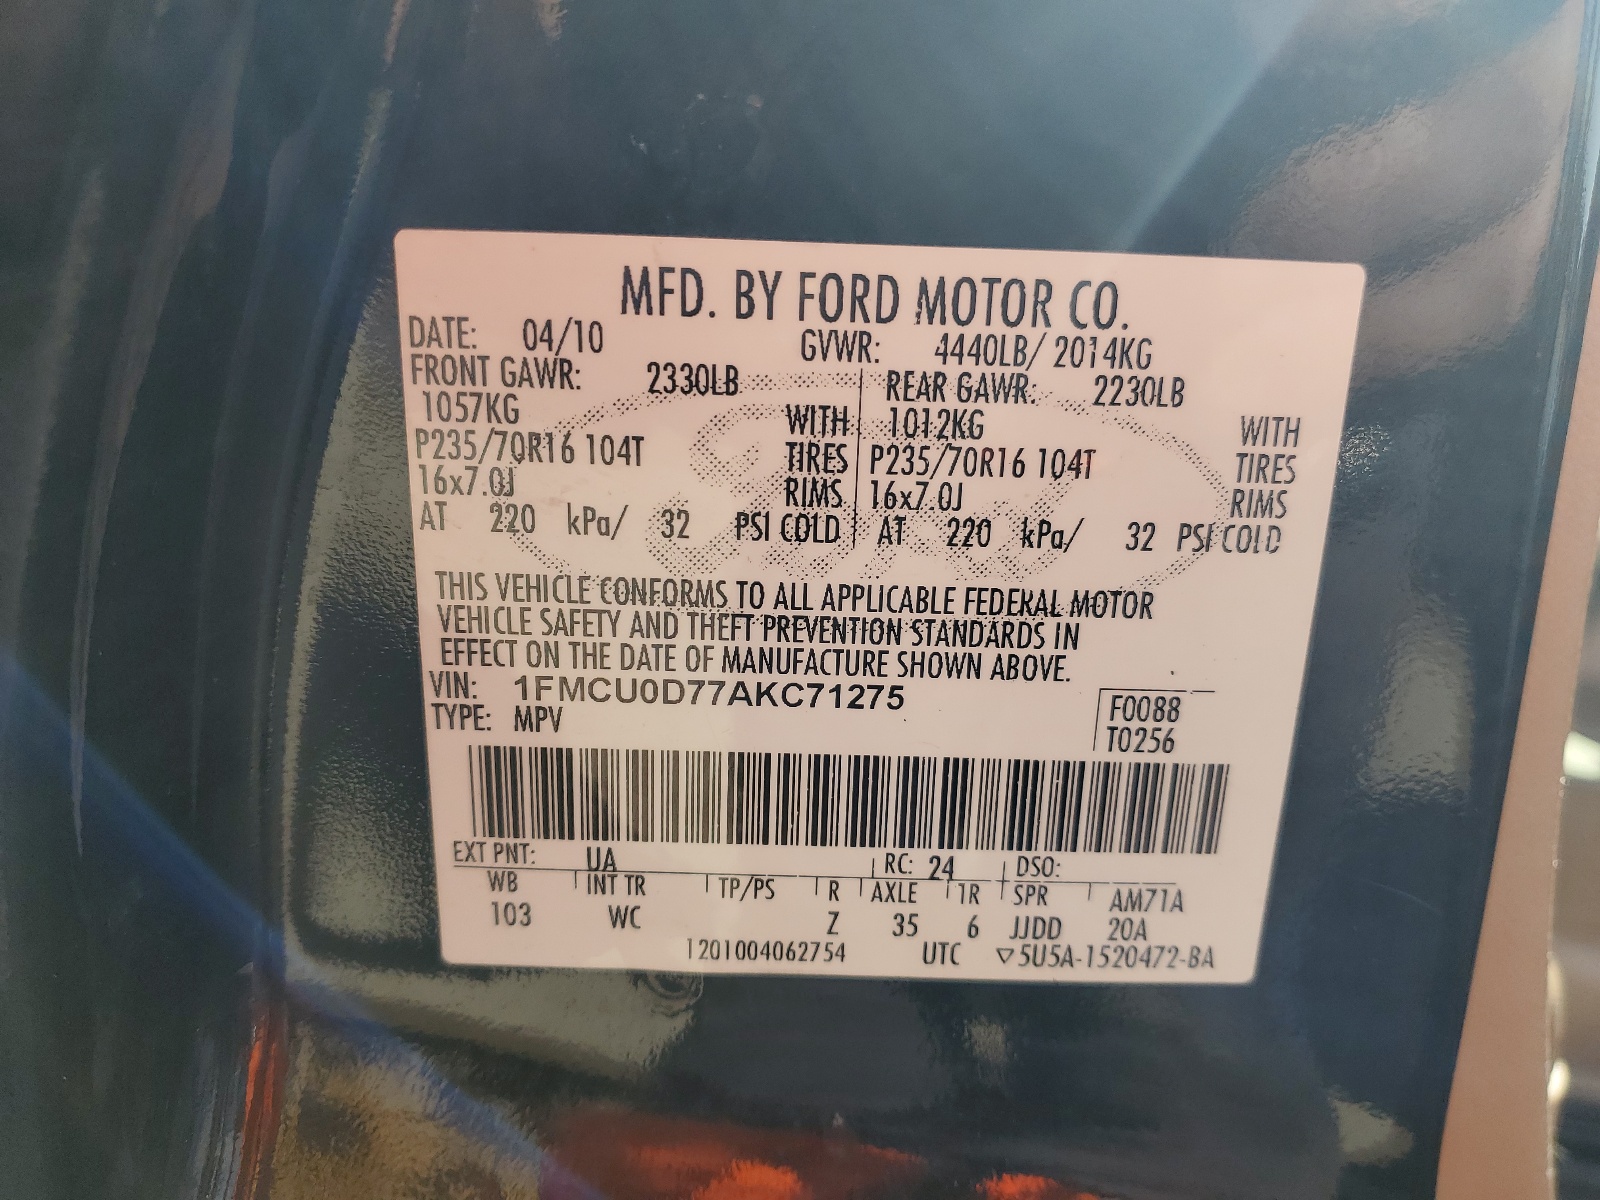 MFD. BY FORD MOTOR CO.
DATE: 04/10 GVWR: 4440LB/ 2014KG
FRONT GAWR: 2330LB REAR GAWR: 2230LB
1057KG WITH 1012KG WITH
P235/70R16 104T TIRES P235/70R16 104T TIRES
16x7.0J RIMS 16x7.0J RIMS
AT 220 kPa/ 32 PSI COLD AT 220 kPa/ 32 PSI COLD
THIS VEHICLE CONFORMS TO ALL APPLICABLE FEDERAL MOTOR
VEHICLE SAFETY AND THEFT PREVENTION STANDARDS IN
EFFECT ON THE DATE OF MANUFACTURE SHOWN ABOVE.
VIN: 1FMCU0D77AKC71275
TYPE: MPV
F0088
T0256
EXT PNT: UA RC: 24 DSO:
WB INT TR TP/PS R AXLE TR SPR AM71A
103 WC Z 35 6 JJDD 20A
1201004062754 UTC ▽5U5A-1520472-BA